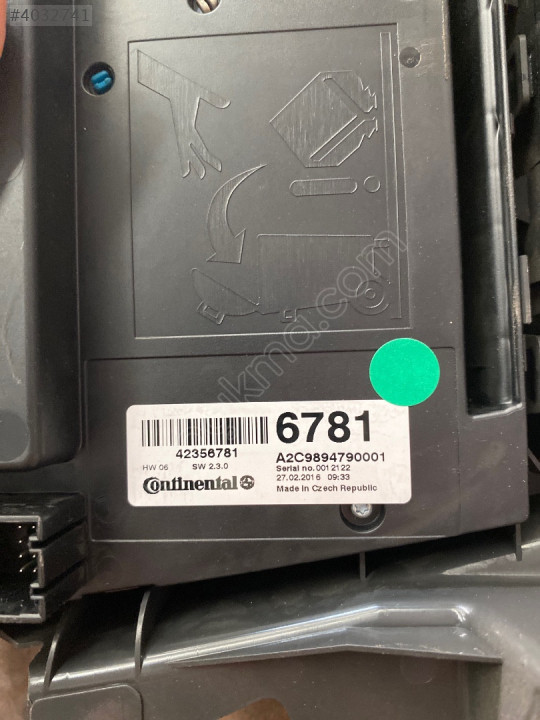 #4032741
6781
42356781
A2C9894790001
HW 06 SW 2.3.0
Serial no.0012122
27.02.2016 09:33
Continental
Made in Czech Republic